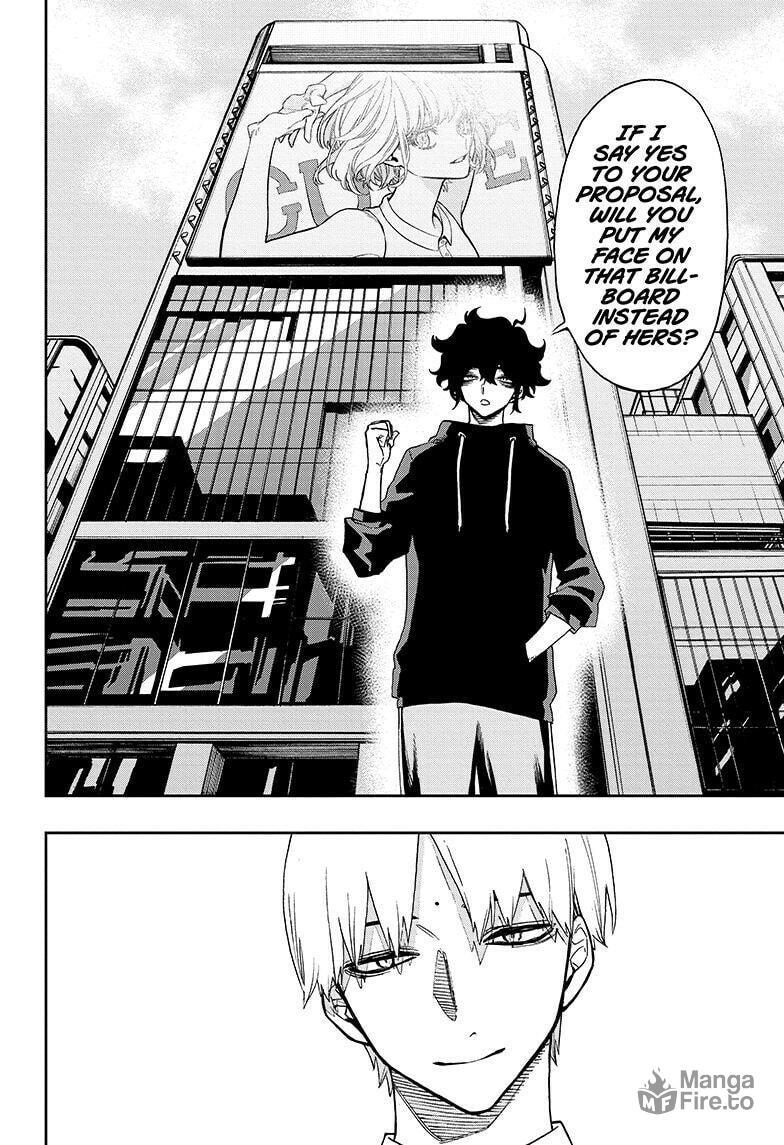 IF I
SAY YES
TO YOUR
PROPOSAL,
WILL YOU
PUT MY
FACE ON
THAT BILL-
BOARD
INSTEAD
OF HERS?
Manga
MF Fire.to